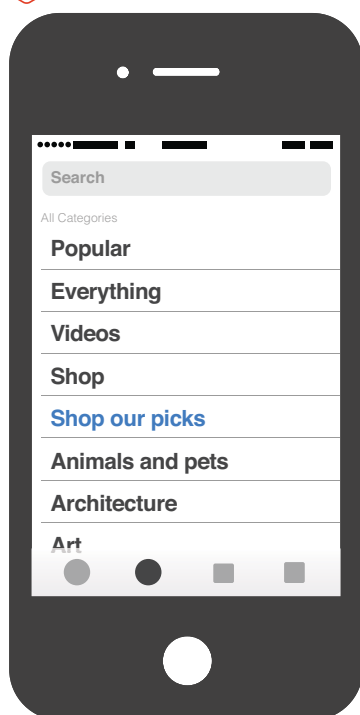 Search
All Categories
Popular
Everything
Videos
Shop
Shop our picks
Animals and pets
Architecture
Art